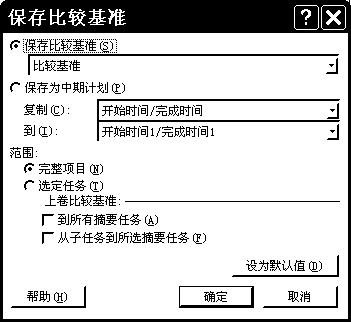 保存比较基准
保存比较基准(S)
比较基准
保存为中期计划(P)
复制(C):
开始时间/完成时间
到(I):
开始时间1/完成时间1
范围:
完整项目(N)
选定任务(T)
上卷比较基准:
到所有摘要任务(A)
从子任务到所选摘要任务(F)
设为默认值(D)
帮助(H)
确定
取消